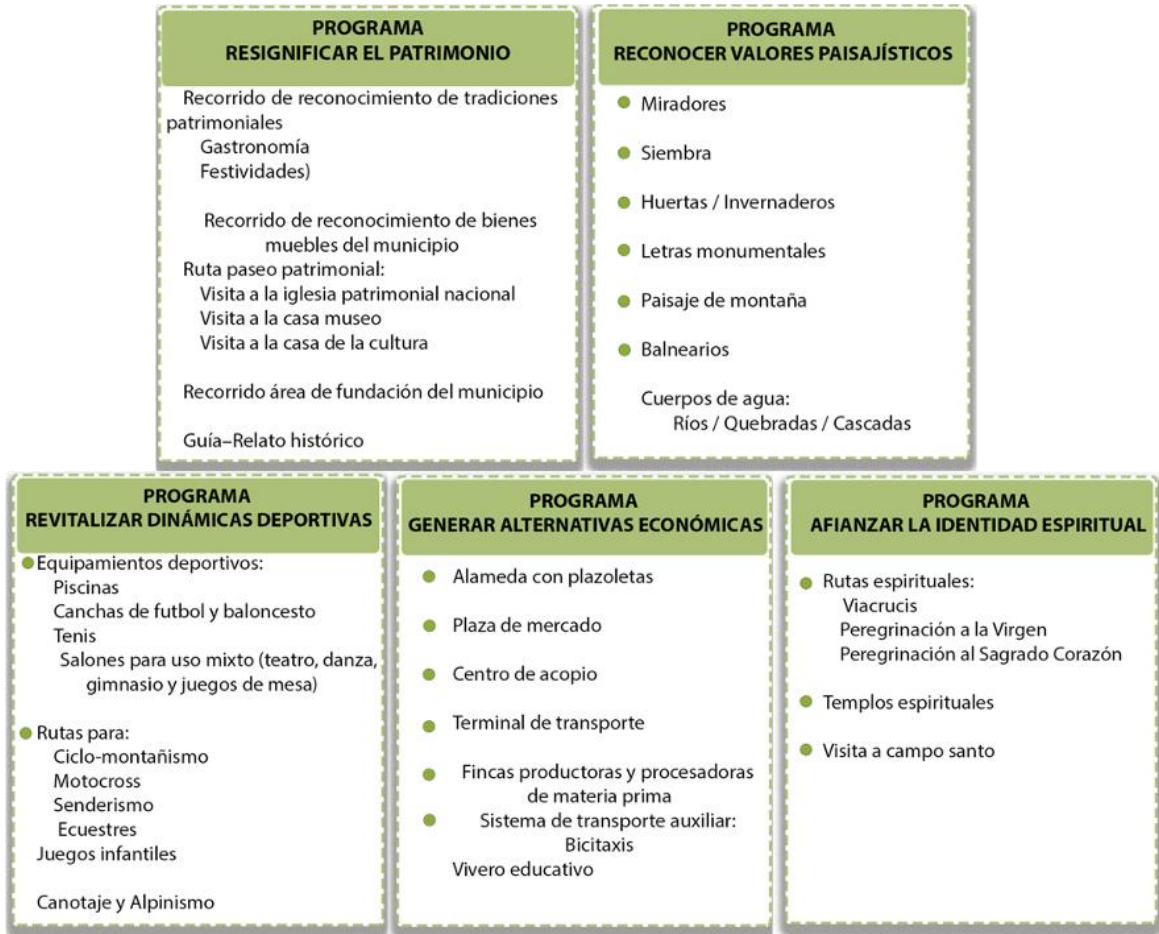 PROGRAMA
RESIGNIFICAR EL PATRIMONIO
Recorrido de reconocimiento de tradiciones
patrimoniales
Gastronomía
Festividades)
Recorrido de reconocimiento de bienes
muebles del municipio
Ruta paseo patrimonial:
Visita a la iglesia patrimonial nacional
Visita a la casa museo
Visita a la casa de la cultura
Recorrido área de fundación del municipio
Guía–Relato histórico
PROGRAMA
RECONOCER VALORES PAISAJÍSTICOS
Miradores
Siembra
Huertas / Invernaderos
Letras monumentales
Paisaje de montaña
Balnearios
Cuerpos de agua:
Ríos / Quebradas / Cascadas
PROGRAMA
REVITALIZAR DINÁMICAS DEPORTIVAS
Equipamientos deportivos:
Piscinas
Canchas de futbol y baloncesto
Tenis
Salones para uso mixto (teatro, danza,
gimnasio y juegos de mesa)
Rutas para:
Ciclo-montañismo
Motocross
Senderismo
Ecuestres
Juegos infantiles
Canotaje y Alpinismo
PROGRAMA
GENERAR ALTERNATIVAS ECONÓMICAS
Alameda con plazoletas
Plaza de mercado
Centro de acopio
Terminal de transporte
Fincas productoras y procesadoras
de materia prima
Sistema de transporte auxiliar:
Bicitaxis
Vivero educativo
PROGRAMA
AFIANZAR LA IDENTIDAD ESPIRITUAL
Rutas espirituales:
Viacrucis
Peregrinación a la Virgen
Peregrinación al Sagrado Corazón
Templos espirituales
Visita a campo santo